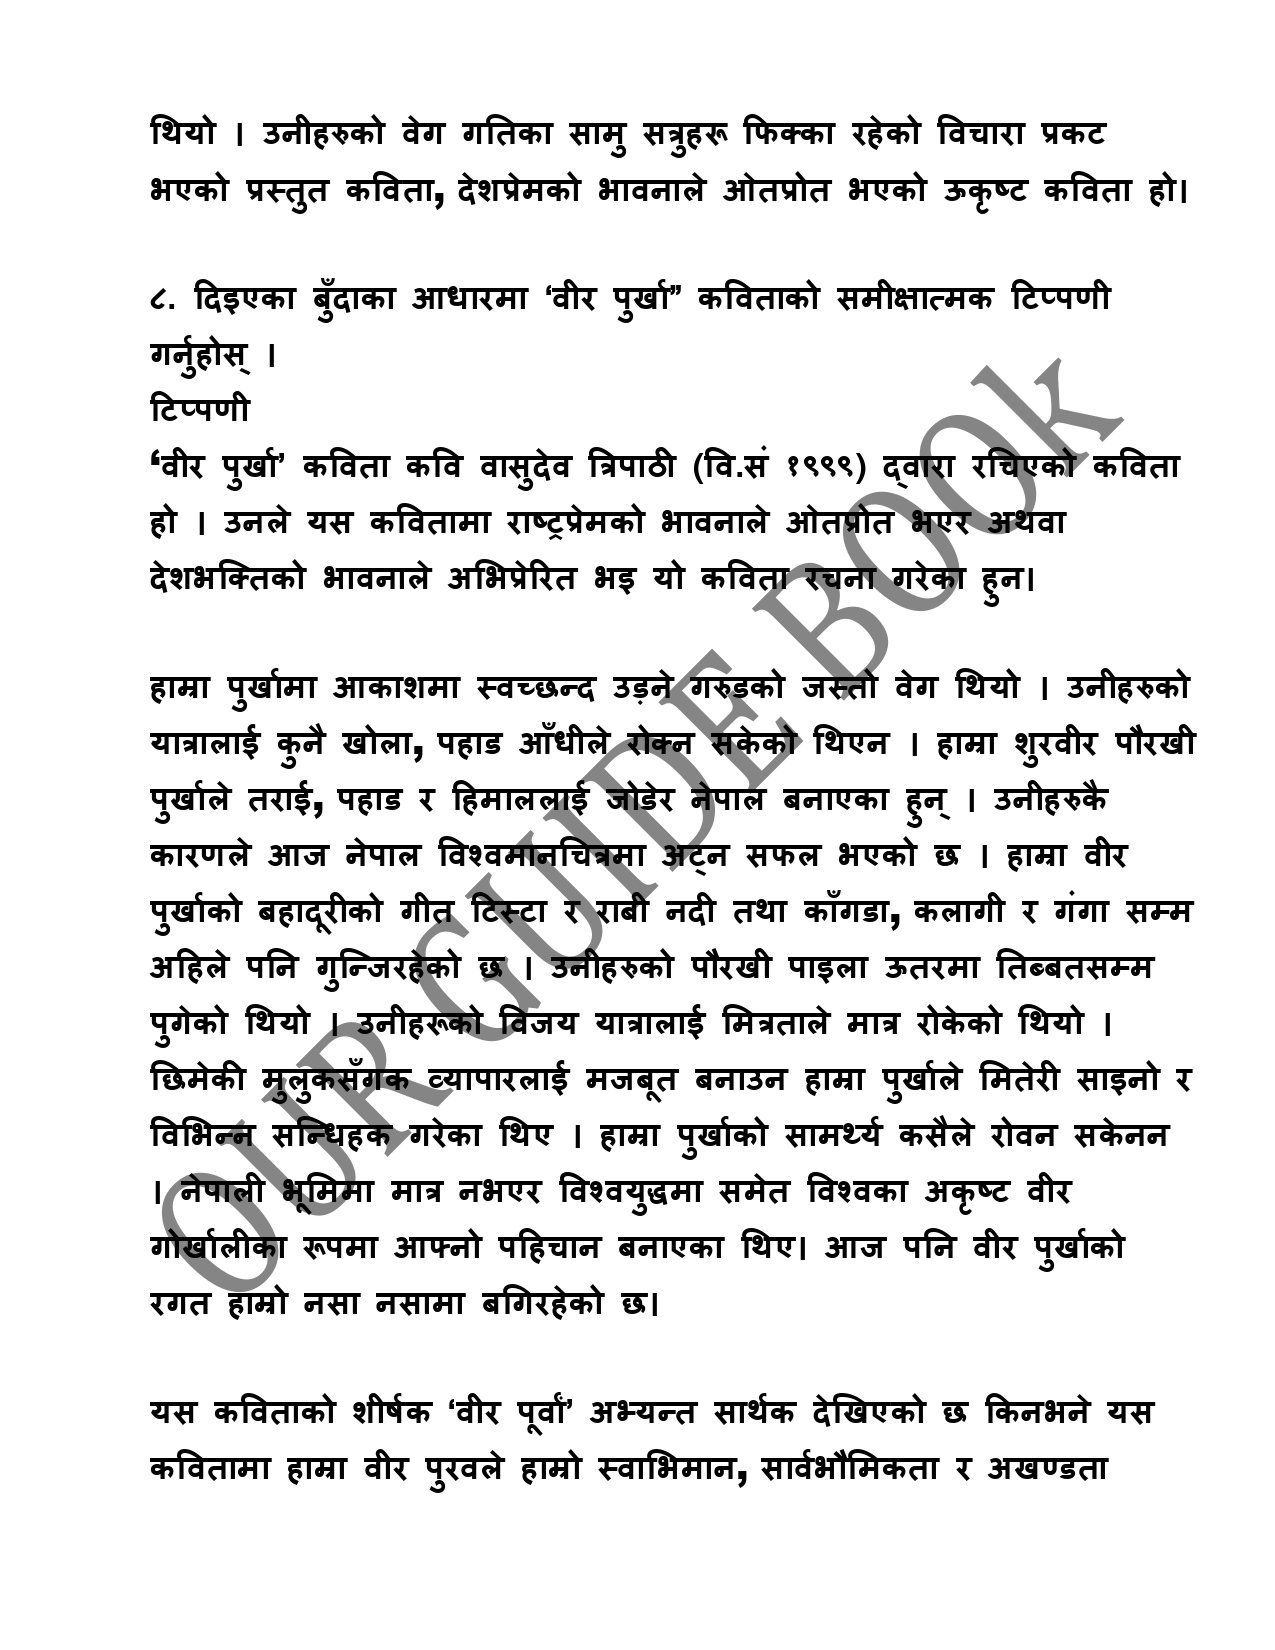 थियो । उनीहरुको वेग गतिका सामु सत्रुहरू फिक्का रहेको विचारा प्रकट
भएको प्रस्तुत कविता, देशप्रेमको भावनाले ओतप्रोत भएको ऊकृष्ट कविता हो।
८. दिइएका बुँदाका आधारमा ‘वीर पुर्खा” कविताको समीक्षात्मक टिप्पणी
गर्नुहोस् ।
टिप्पणी
‘वीर पुर्खा’ कविता कवि वासुदेव त्रिपाठी (वि.सं १९९९) द्वारा रचिएको कविता
हो । उनले यस कवितामा राष्ट्रप्रेमको भावनाले ओतप्रोत भएर अथवा
देशभक्तिको भावनाले अभिप्रेरित भइ यो कविता रचना गरेका हुन।
हाम्रा पुर्खामा आकाशमा स्वच्छन्द उड़ने गरुडको जस्तो वेग थियो । उनीहरुको
यात्रालाई कुनै खोला, पहाड आँधीले रोक्न सकेको थिएन । हाम्रा शुरवीर पौरखी
पुर्खाले तराई, पहाड र हिमाललाई जोडेर नेपाल बनाएका हुन् । उनीहरुकै
कारणले आज नेपाल विश्वमानचित्रमा अट्न सफल भएको छ । हाम्रा वीर
पुर्खाको बहादूरीको गीत टिस्टा र राबी नदी तथा काँगडा, कलागी र गंगा सम्म
अहिले पनि गुन्जिरहेको छ । उनीहरुको पौरखी पाइला ऊतरमा तिब्बतसम्म
पुगेको थियो । उनीहरूको विजय यात्रालाई मित्रताले मात्र रोकेको थियो ।
छिमेकी मुलुकसँगक व्यापारलाई मजबूत बनाउन हाम्रा पुर्खाले मितेरी साइनो र
विभिन्न सन्धिहक गरेका थिए । हाम्रा पुर्खाको सामर्थ्य कसैले रोवन सकेनन
। नेपाली भूमिमा मात्र नभएर विश्वयुद्धमा समेत विश्वका अकृष्ट वीर
गोर्खालीका रूपमा आफ्नो पहिचान बनाएका थिए। आज पनि वीर पुर्खाको
रगत हाम्रो नसा नसामा बगिरहेको छ।
यस कविताको शीर्षक ‘वीर पूर्वां’ अभ्यन्त सार्थक देखिएको छ किनभने यस
कवितामा हाम्रा वीर पुरवले हाम्रो स्वाभिमान, सार्वभौमिकता र अखण्डता
OUR GUIDE BOOk